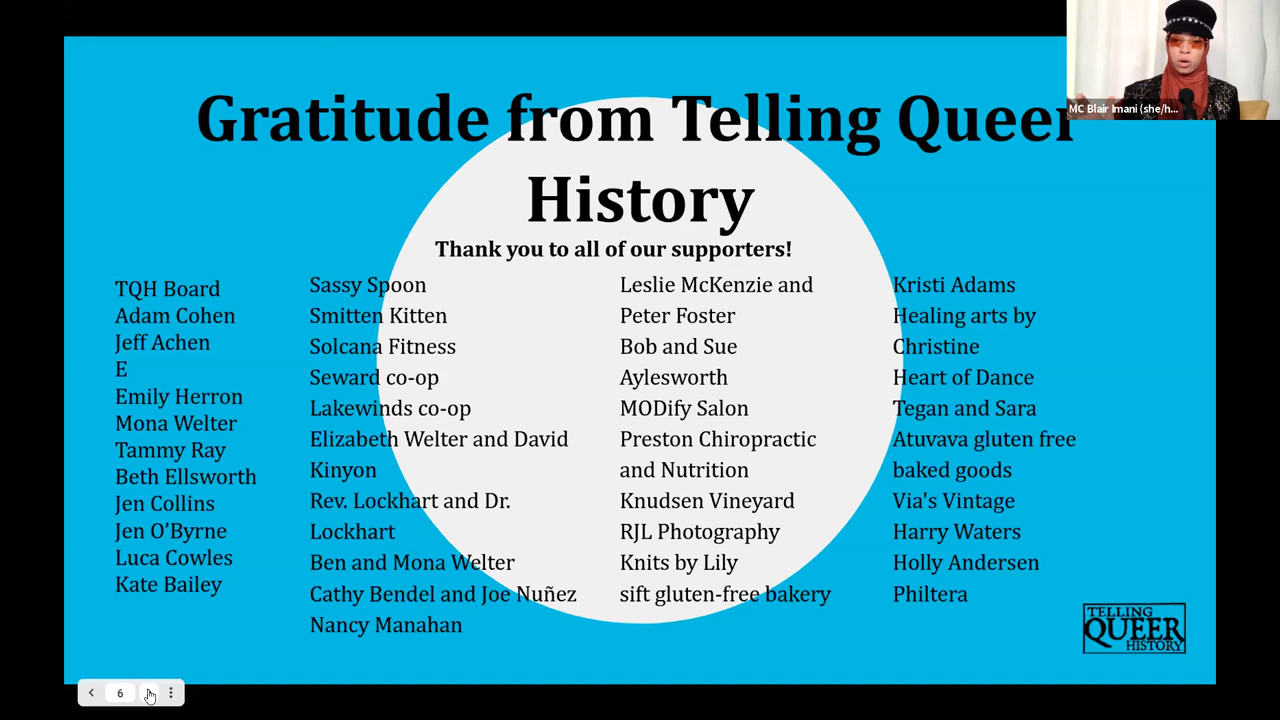 Gratitude from Telling Queer
History
Thank you to all of our supporters!
TQH Board
Adam Cohen
Jeff Achen
E
Emily Herron
Mona Welter
Tammy Ray
Beth Ellsworth
Jen Collins
Jen O’Byrne
Luca Cowles
Kate Bailey
Sassy Spoon
Smitten Kitten
Solcana Fitness
Seward co-op
Lakewinds co-op
Elizabeth Welter and David
Kinyon
Rev. Lockhart and Dr.
Lockhart
Ben and Mona Welter
Cathy Bendel and Joe Nuñez
Nancy Manahan
Leslie McKenzie and
Peter Foster
Bob and Sue
Aylesworth
MODify Salon
Preston Chiropractic
and Nutrition
Knudsen Vineyard
RJL Photography
Knits by Lily
sift gluten-free bakery
Kristi Adams
Healing arts by
Christine
Heart of Dance
Tegan and Sara
Atuvava gluten free
baked goods
Via's Vintage
Harry Waters
Holly Andersen
Philtera
MC Blair Imani (she/h...
TELLING
QUEER
HISTORY
6